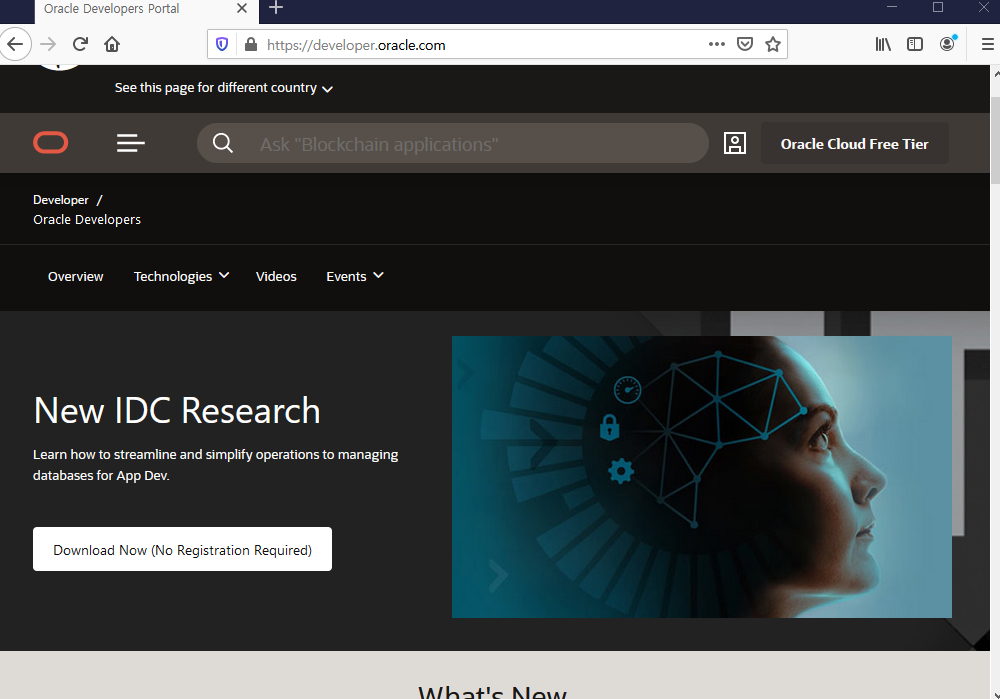 Oracle Developers Portal
https://developer.oracle.com
See this page for different country
Ask "Blockchain applications"
Oracle Cloud Free Tier
Developer /
Oracle Developers
Overview Technologies Videos Events
New IDC Research
Learn how to streamline and simplify operations to managing
databases for App Dev.
Download Now (No Registration Required)
What's New